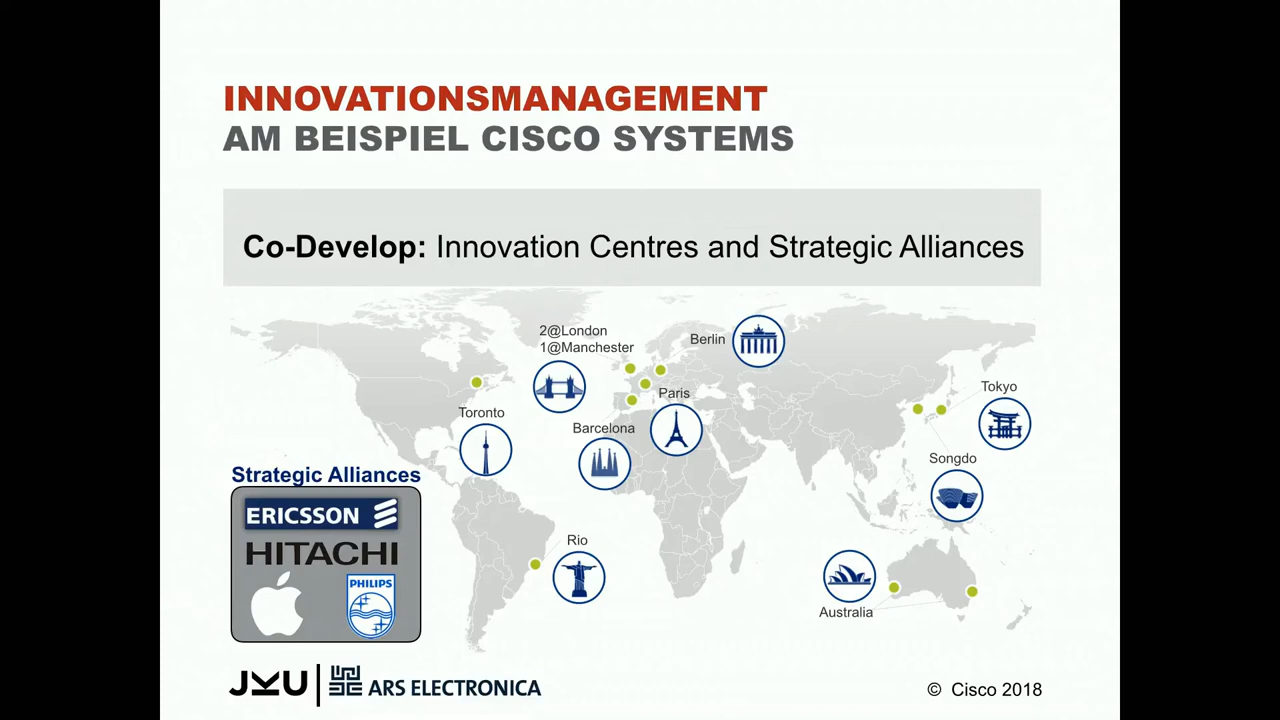 INNOVATIONSMANAGEMENT
AM BEISPIEL CISCO SYSTEMS
Co-Develop: Innovation Centres and Strategic Alliances
2@London
1@Manchester
Berlin
Paris
Tokyo
Toronto
Barcelona
Songdo
Strategic Alliances
ERICSSON
HITACHI
PHILIPS
Rio
Australia
JKU
ARS ELECTRONICA
© Cisco 2018